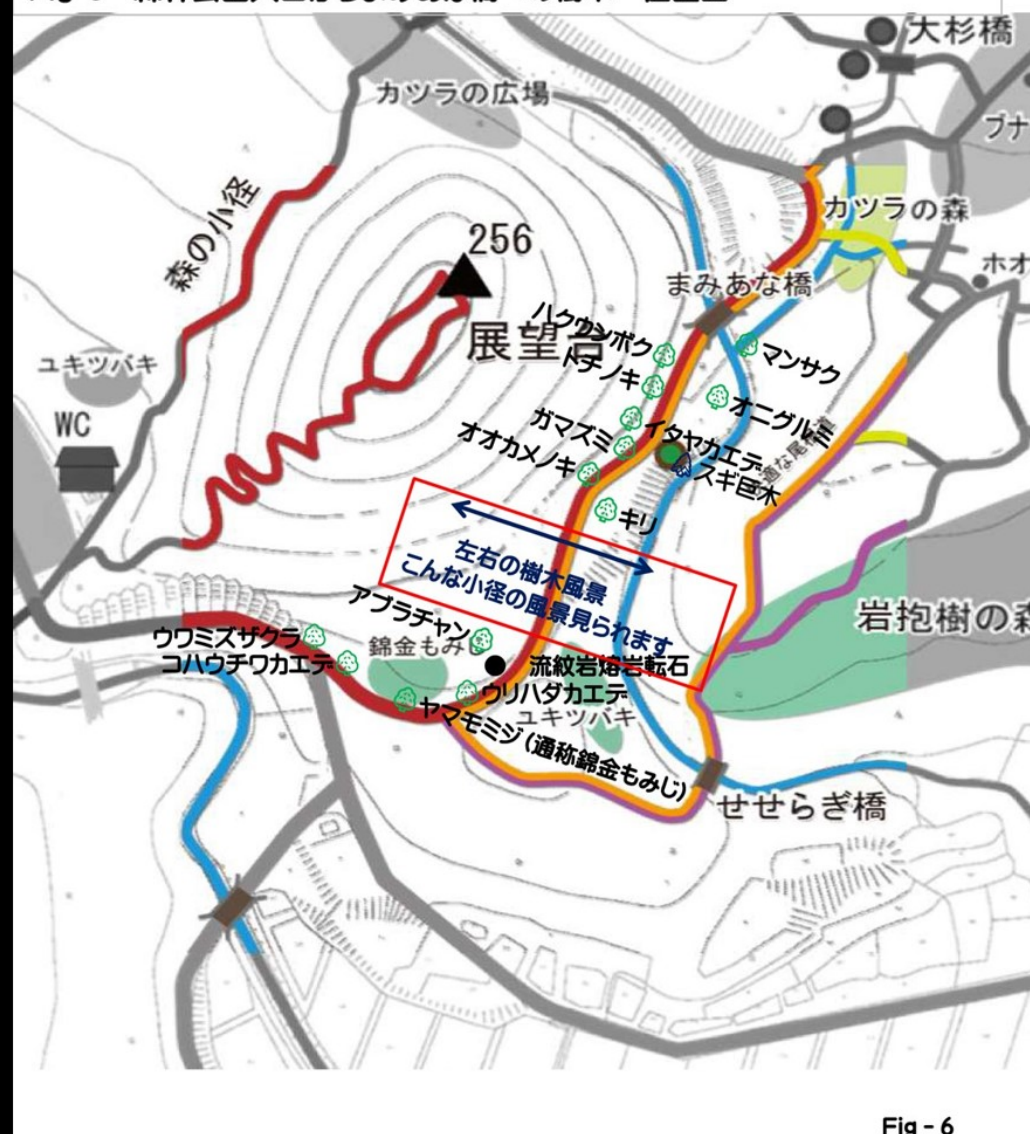 大杉橋
カツラの広場
ブナ
森の小径
カツラの森
256
ホオ
まみあな橋
展望台
ハクウンボク
トチノキ
マンサク
ユキツバキ
WC
ガマズミ
イタヤカエデ
オニグルミ
オオカメノキ
スギ巨木
適な尾根道
キリ
左右の樹木風景
こんな小径の風景見られます
アブラチャン
岩抱樹の森
ウワミズザクラ
錦金もみじ
コハウチワカエデ
流紋岩熔岩転石
ウリハダカエデ
ユキツバキ
ヤマモミジ(通称錦金もみじ)
せせらぎ橋
Fig - 6